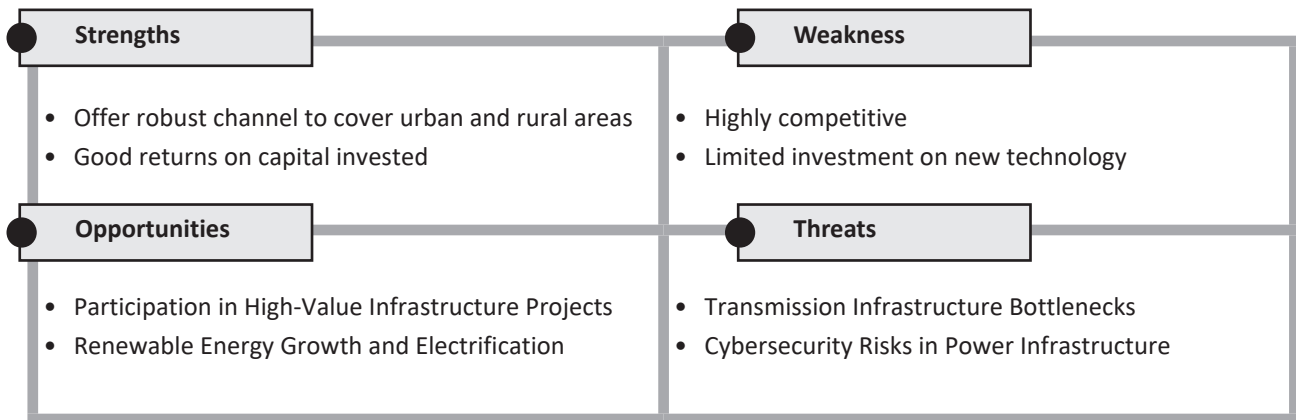 Strengths
• Offer robust channel to cover urban and rural areas
• Good returns on capital invested
Weakness
• Highly competitive
• Limited investment on new technology
Opportunities
• Participation in High-Value Infrastructure Projects
• Renewable Energy Growth and Electrification
Threats
• Transmission Infrastructure Bottlenecks
• Cybersecurity Risks in Power Infrastructure